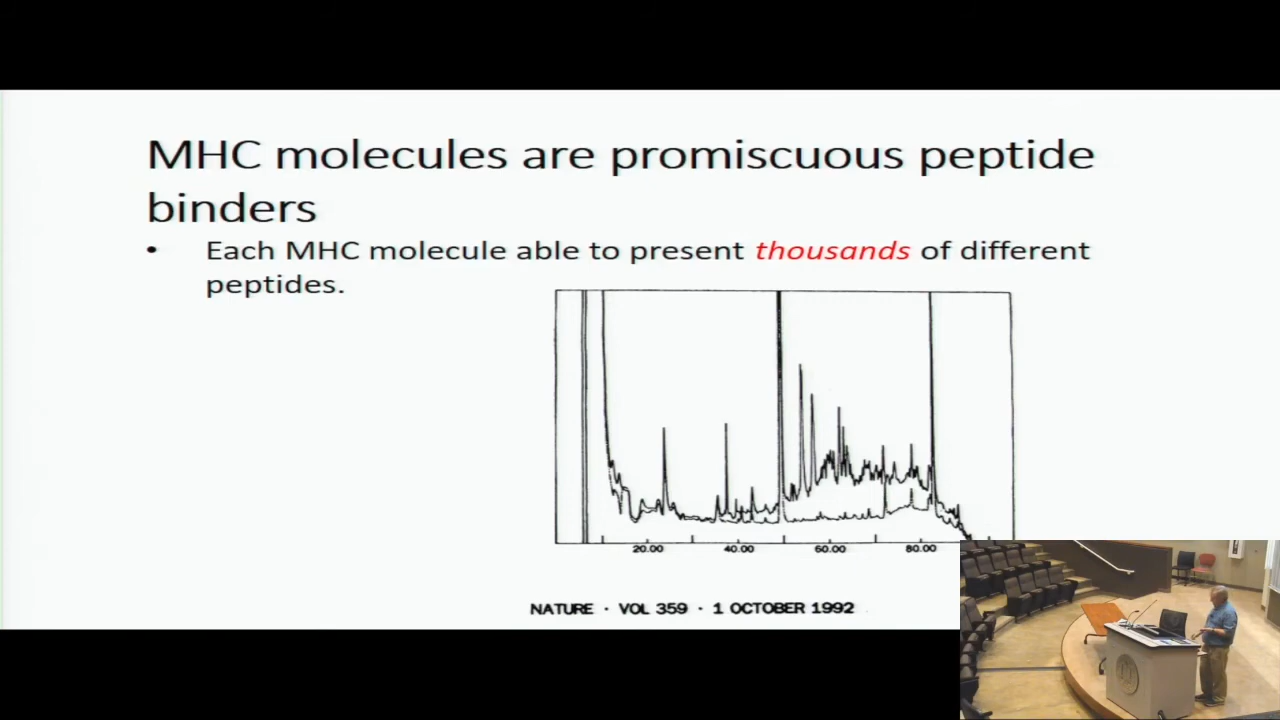 MHC molecules are promiscuous peptide
binders
• Each MHC molecule able to present thousands of different
peptides.
20.00 40.00 60.00 80.00
NATURE · VOL 359 · 1 OCTOBER 1992